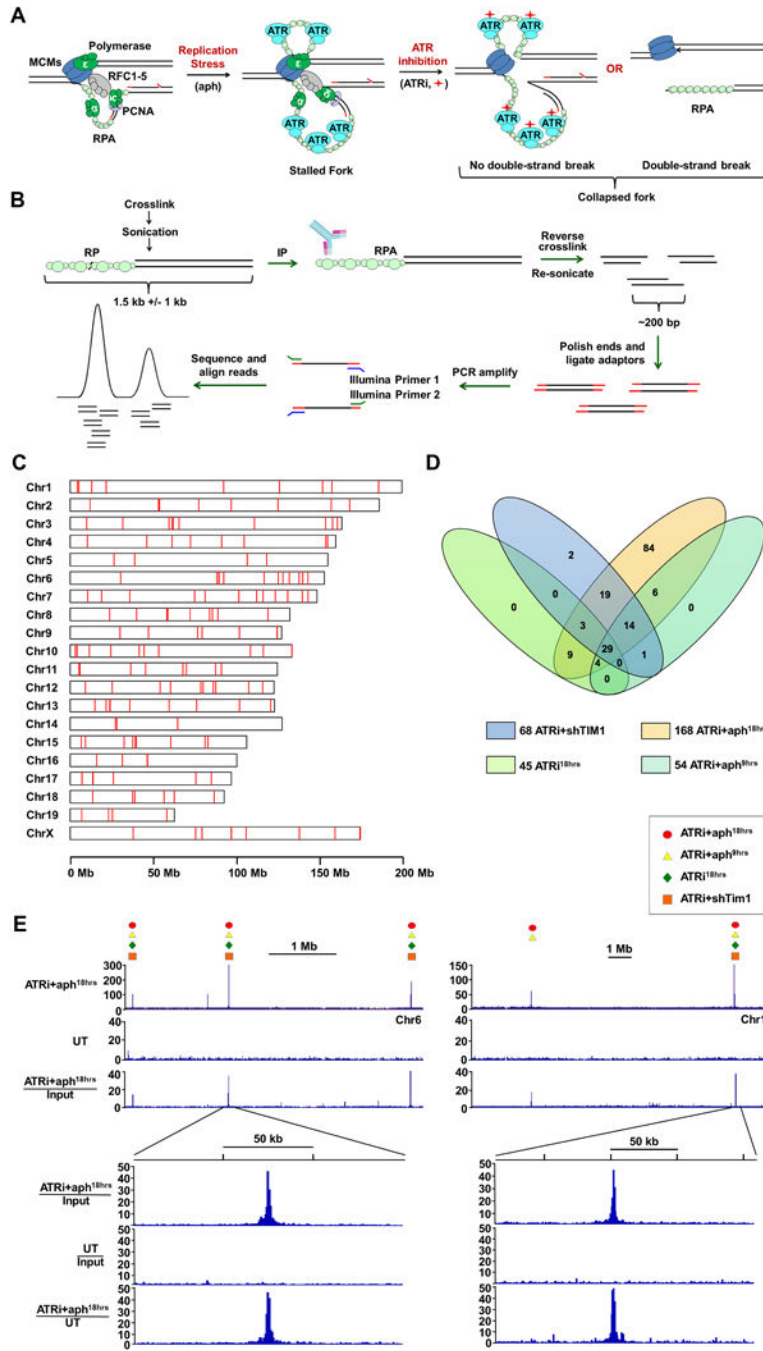 A
MCMs
Polymerase
RFC1-5
PCNA
RPA
Replication
Stress
(aph)
ATR
ATR
ATR
ATR
ATR
Stalled Fork
ATR
inhibition
(ATRi, )
ATR
ATR
ATR
ATR
ATR
OR
RPA
No double-strand break
Double-strand break
Collapsed fork
B
Crosslink
Sonication
RP
1.5 kb +/- 1 kb
IP
RPA
Reverse
crosslink
Re-sonicate
~200 bp
Polish ends and
ligate adaptors
PCR amplify
Illumina Primer 1
Illumina Primer 2
Sequence and
align reads
C
Chr1
Chr2
Chr3
Chr4
Chr5
Chr6
Chr7
Chr8
Chr9
Chr10
Chr11
Chr12
Chr13
Chr14
Chr15
Chr16
Chr17
Chr18
Chr19
ChrX
0 Mb 50 Mb 100 Mb 150 Mb 200 Mb
D
2 84
0 0 19 6 0
3 14
29
9 4 0 1
0
68 ATRi+shTIM1
168 ATRi+aph18hrs
45 ATRi18hrs
54 ATRi+aph9hrs
ATRi+aph18hrs
ATRi+aph9hrs
ATRi18hrs
ATRi+shTim1
E
1 Mb
1 Mb
ATRi+aph18hrs
300
200
100
0
150
100
50
0
Chr6
Chr1
UT
40
20
0
40
20
0
ATRi+aph18hrs
Input
40
20
0
40
20
0
50 kb
50 kb
ATRi+aph18hrs
Input
50
40
30
20
10
50
40
30
20
10
UT
Input
50
40
30
20
10
50
40
30
20
10
ATRi+aph18hrs
UT
50
40
30
20
10
0
50
40
30
20
10
0